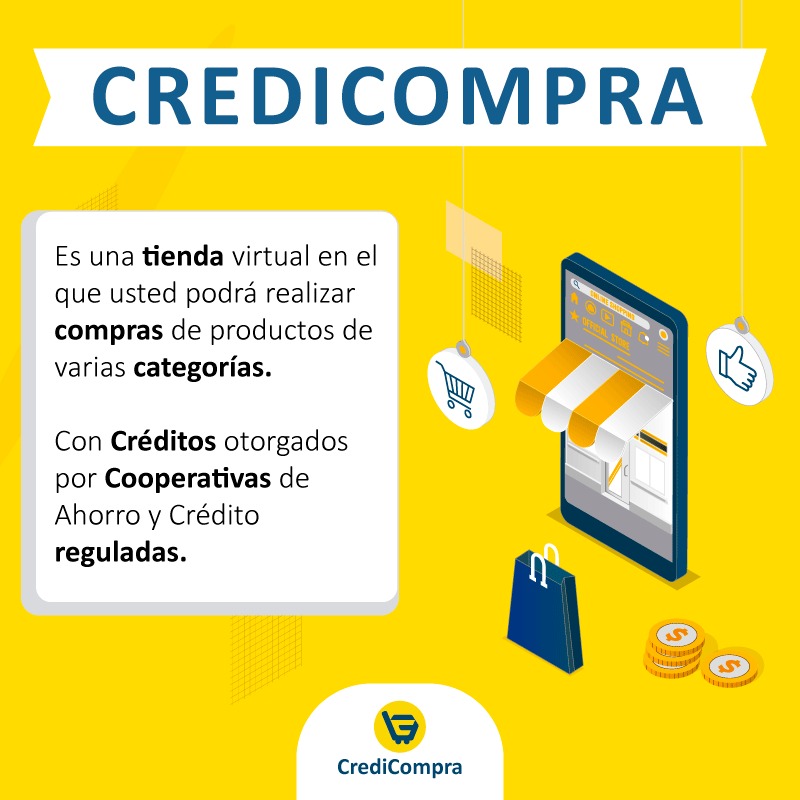 CREDICOMPRA
Es una tienda virtual en el
que usted podrá realizar
compras de productos de
varias categorías.
Con Créditos otorgados
por Cooperativas de
Ahorro y Crédito
reguladas.
ONLINE SHOPPING
OFFICIAL STORE
CrediCompra